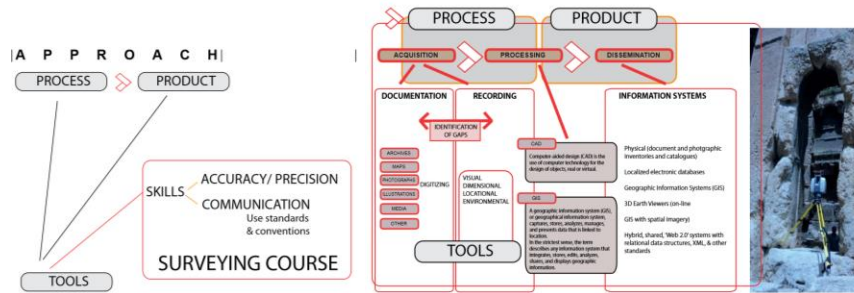 |A P P R O A C H|
PROCESS
PRODUCT
SKILLS
ACCURACY/ PRECISION
COMMUNICATION
Use standards
& conventions
SURVEYING COURSE
TOOLS
|
PROCESS
PRODUCT
ACQUISITION
PROCESSING
DISSEMINATION
DOCUMENTATION
RECORDING
IDENTIFICATION
OF GAPS
ARCHIVES
MAPS
PHOTOGRAPHS
ILLUSTRATIONS
MEDIA
OTHER
DIGITIZING
VISUAL
DIMENSIONAL
LOCATIONAL
ENVIRONMENTAL
TOOLS
CAD
Computer aided design (CAD) is the
use of computer technology for the
design of objects, real or virtual.
GIS
A geographic information system (GIS),
or geographical information system,
captures, stores, analyzes, manages,
and presents data that is linked to
location.
In the strictest sense, the term
describes any information system that
integrates, stores, edits, analyzes,
shares, and displays geographic
information.
INFORMATION SYSTEMS
Physical (document and photgraphic
inventories and catalogues)
Localized electronic databases
Geographic Information Systems (GIS)
3D Earth Viewers (on-line
GIS with spatial imagery)
Hybrid, shared, 'Web 2.0' systems with
relational data structures, XML, & other
standards